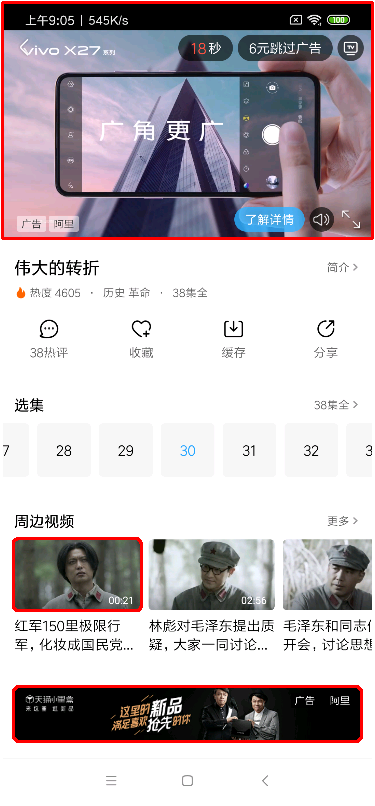 上午9:05 | 545K/s
100
vivo X27系列
18秒
6元跳过广告
广角更广
广告 阿里
了解详情
伟大的转折
简介 >
热度 4605 · 历史 革命 · 38集全
38热评
收藏
缓存
分享
选集
38集全 >
7
28
29
30
31
32
3
周边视频
更多 >
00:21
02:56
红军150里极限行
军，化妆成国民党...
林彪对毛泽东提出质
疑，大家一同讨论...
毛泽东和同志们
开会，讨论思想
天猫小黑盒
来这里 逛新品
这里的新品
满足喜欢抢先的你
广告 阿里